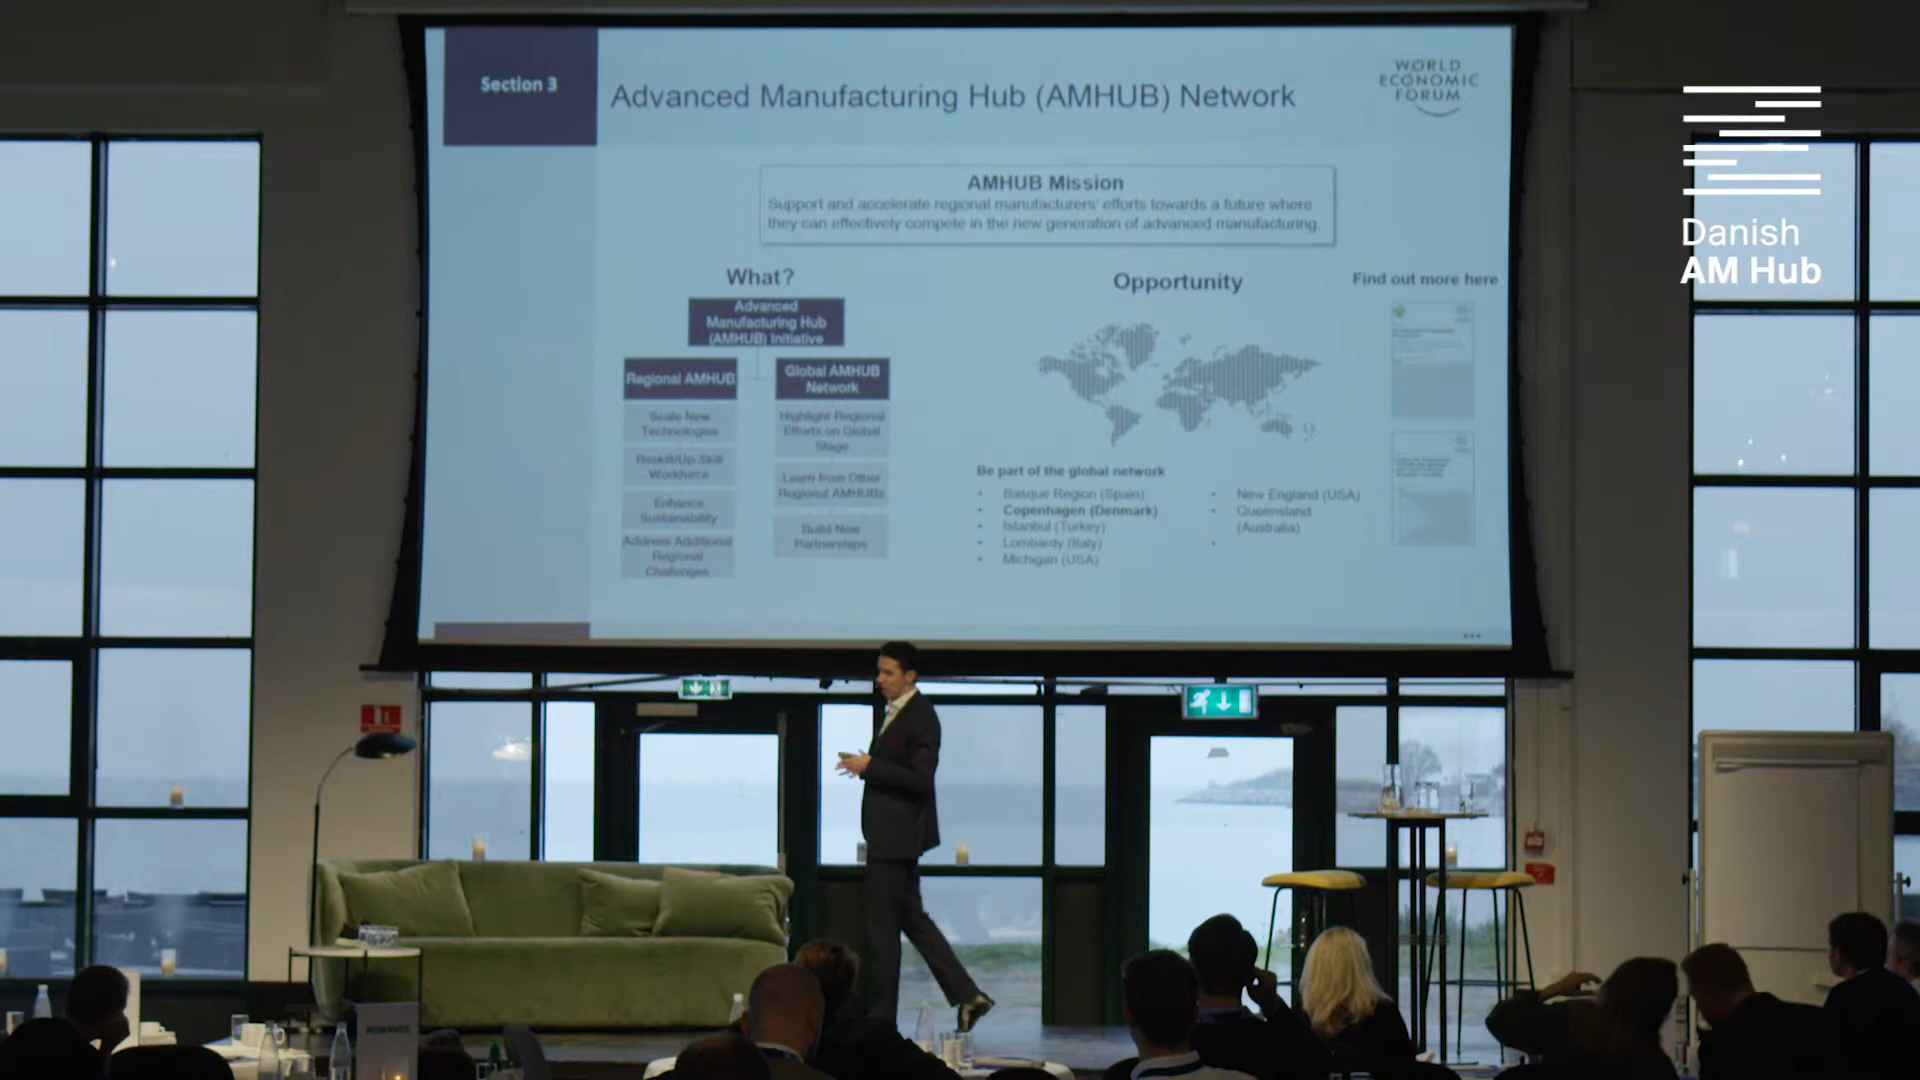 Section 3
Advanced Manufacturing Hub (AMHUB) Network
WORLD
ECONOMIC
FORUM
Danish
AM Hub
AMHUB Mission
Support and accelerate regional manufacturers' efforts towards a future where
they can effectively compete in the new generation of advanced manufacturing.
What?
Advanced
Manufacturing Hub
(AMHUB) Initiative
Regional AMHUB
Scale New
Technologies
Reskill/Up-Skill
Workforce
Enhance
Sustainability
Address Additional
Regional
Challenges
Global AMHUB
Network
Highlight Regional
Efforts on Global
Stage
Learn from Other
Regional AMHUBs
Build New
Partnerships
Opportunity
Be part of the global network
• Basque Region (Spain)
• Copenhagen (Denmark)
• Istanbul (Turkey)
• Lombardy (Italy)
• Michigan (USA)
• New England (USA)
• Queensland
(Australia)
•
Find out more here
RESERVED